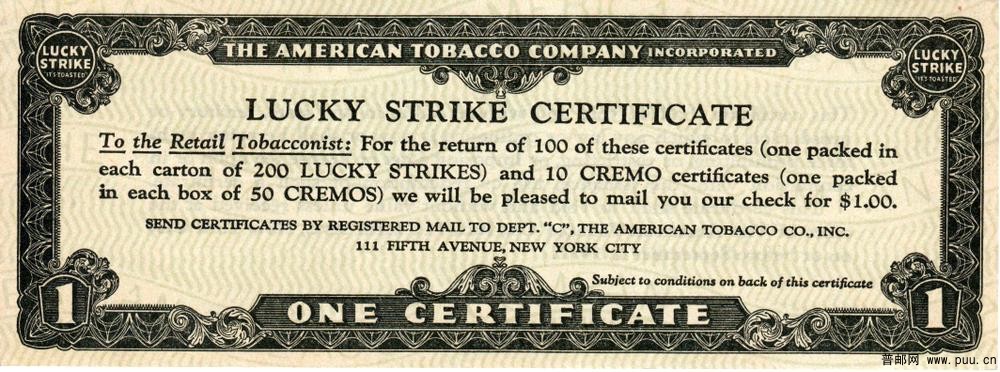 LUCKY STRIKE "IT'S TOASTED"
THE AMERICAN TOBACCO COMPANY INCORPORATED
LUCKY STRIKE "IT'S TOASTED"
LUCKY STRIKE CERTIFICATE
To the Retail Tobacconist: For the return of 100 of these certificates (one packed in
each carton of 200 LUCKY STRIKES) and 10 CREMO certificates (one packed
in each box of 50 CREMOS) we will be pleased to mail you our check for $1.00.
SEND CERTIFICATES BY REGISTERED MAIL TO DEPT. "C", THE AMERICAN TOBACCO CO., INC.
111 FIFTH AVENUE, NEW YORK CITY
Subject to conditions on back of this certificate
1
ONE CERTIFICATE
1
普邮网 www.puu.cn